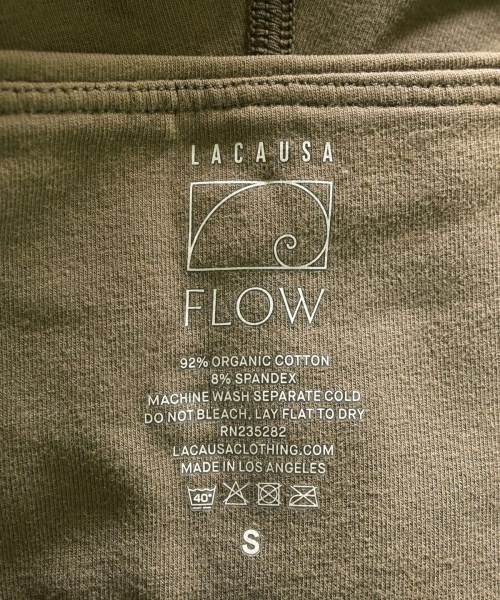 LACAUSA
FLOW
92% ORGANIC COTTON
8% SPANDEX
MACHINE WASH SEPARATE COLD
DO NOT BLEACH, LAY FLAT TO DRY
RN235282
LACAUSACLOTHING.COM
MADE IN LOS ANGELES
40°
S